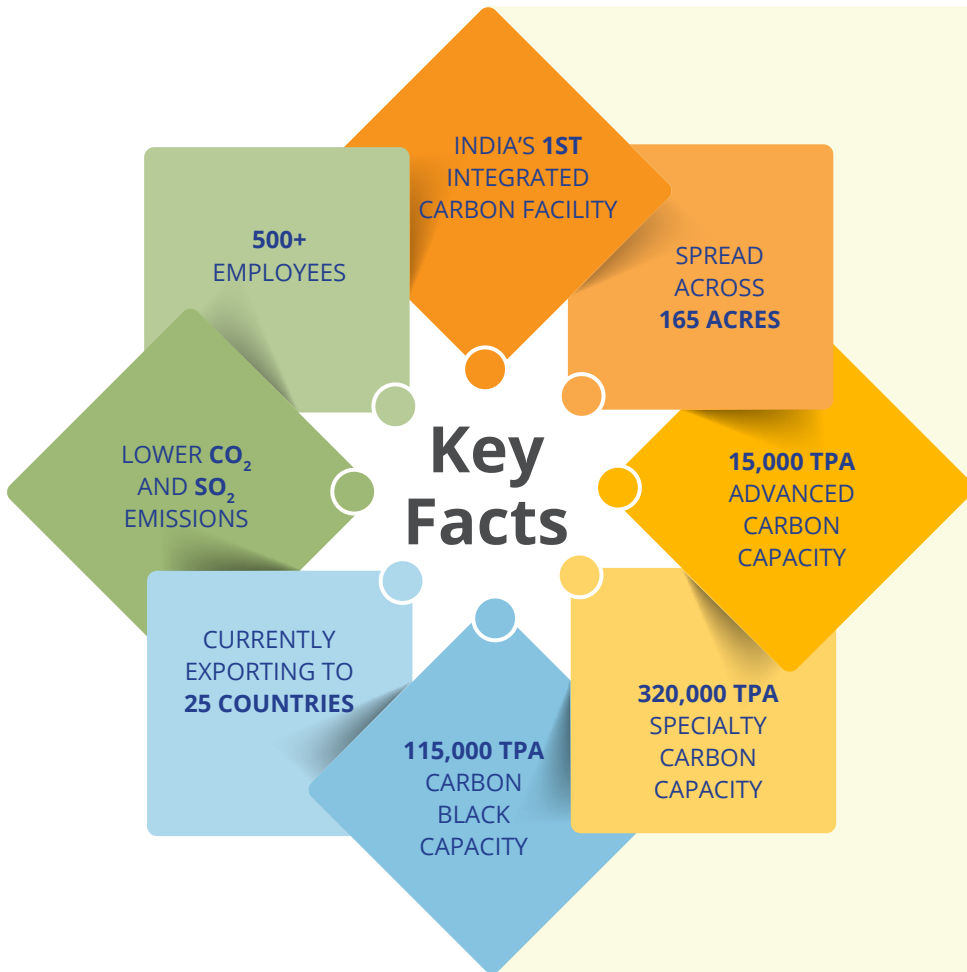 INDIA’S 1ST
INTEGRATED
CARBON FACILITY
SPREAD
ACROSS
165 ACRES
15,000 TPA
ADVANCED
CARBON
CAPACITY
320,000 TPA
SPECIALTY
CARBON
CAPACITY
115,000 TPA
CARBON
BLACK
CAPACITY
CURRENTLY
EXPORTING TO
25 COUNTRIES
LOWER CO₂
AND SO₂
EMISSIONS
500+
EMPLOYEES
Key
Facts